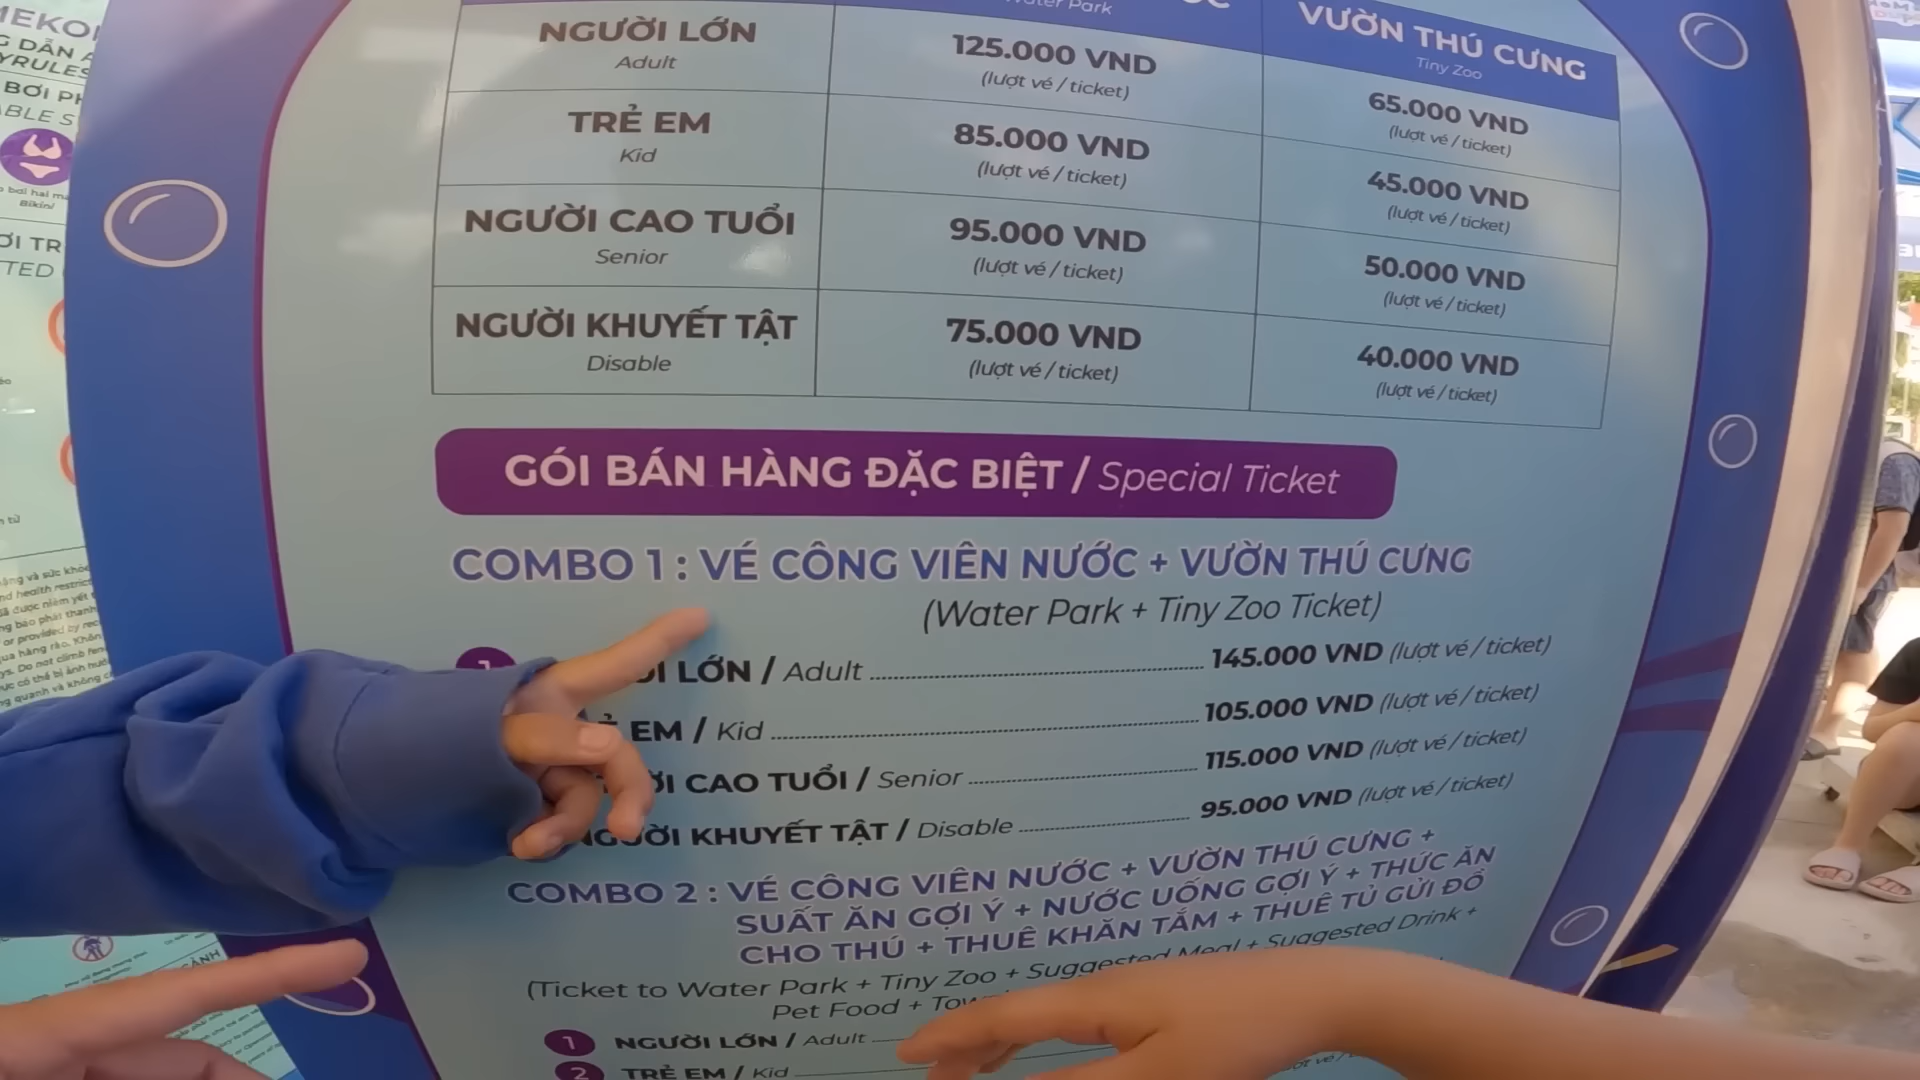 NGƯỜI LỚN
Adult
125.000 VND
(lượt vé / ticket)
VƯỜN THÚ CƯNG
Tiny Zoo
65.000 VND
(lượt vé / ticket)
TRẺ EM
Kid
85.000 VND
(lượt vé / ticket)
45.000 VND
(lượt vé / ticket)
NGƯỜI CAO TUỔI
Senior
95.000 VND
(lượt vé / ticket)
50.000 VND
(lượt vé / ticket)
NGƯỜI KHUYẾT TẬT
Disable
75.000 VND
(lượt vé / ticket)
40.000 VND
(lượt vé / ticket)
GÓI BÁN HÀNG ĐẶC BIỆT / Special Ticket
COMBO 1 : VÉ CÔNG VIÊN NƯỚC + VƯỜN THÚ CƯNG
(Water Park + Tiny Zoo Ticket)
LỚN / Adult 145.000 VND (lượt vé / ticket)
EM / Kid 105.000 VND (lượt vé / ticket)
CAO TUỔI / Senior 115.000 VND (lượt vé / ticket)
NGƯỜI KHUYẾT TẬT / Disable 95.000 VND (lượt vé / ticket)
COMBO 2 : VÉ CÔNG VIÊN NƯỚC + VƯỜN THÚ CƯNG +
SUẤT ĂN GỢI Ý + NƯỚC UỐNG GỢI Ý + THỨC ĂN
CHO THÚ + THUÊ KHĂN TẮM + THUÊ TỦ GỬI ĐỒ
(Ticket to Water Park + Tiny Zoo + Suggested Meal + Suggested Drink +
Pet Food +
1 NGƯỜI LỚN / Adult
2 TRẺ EM / Kid